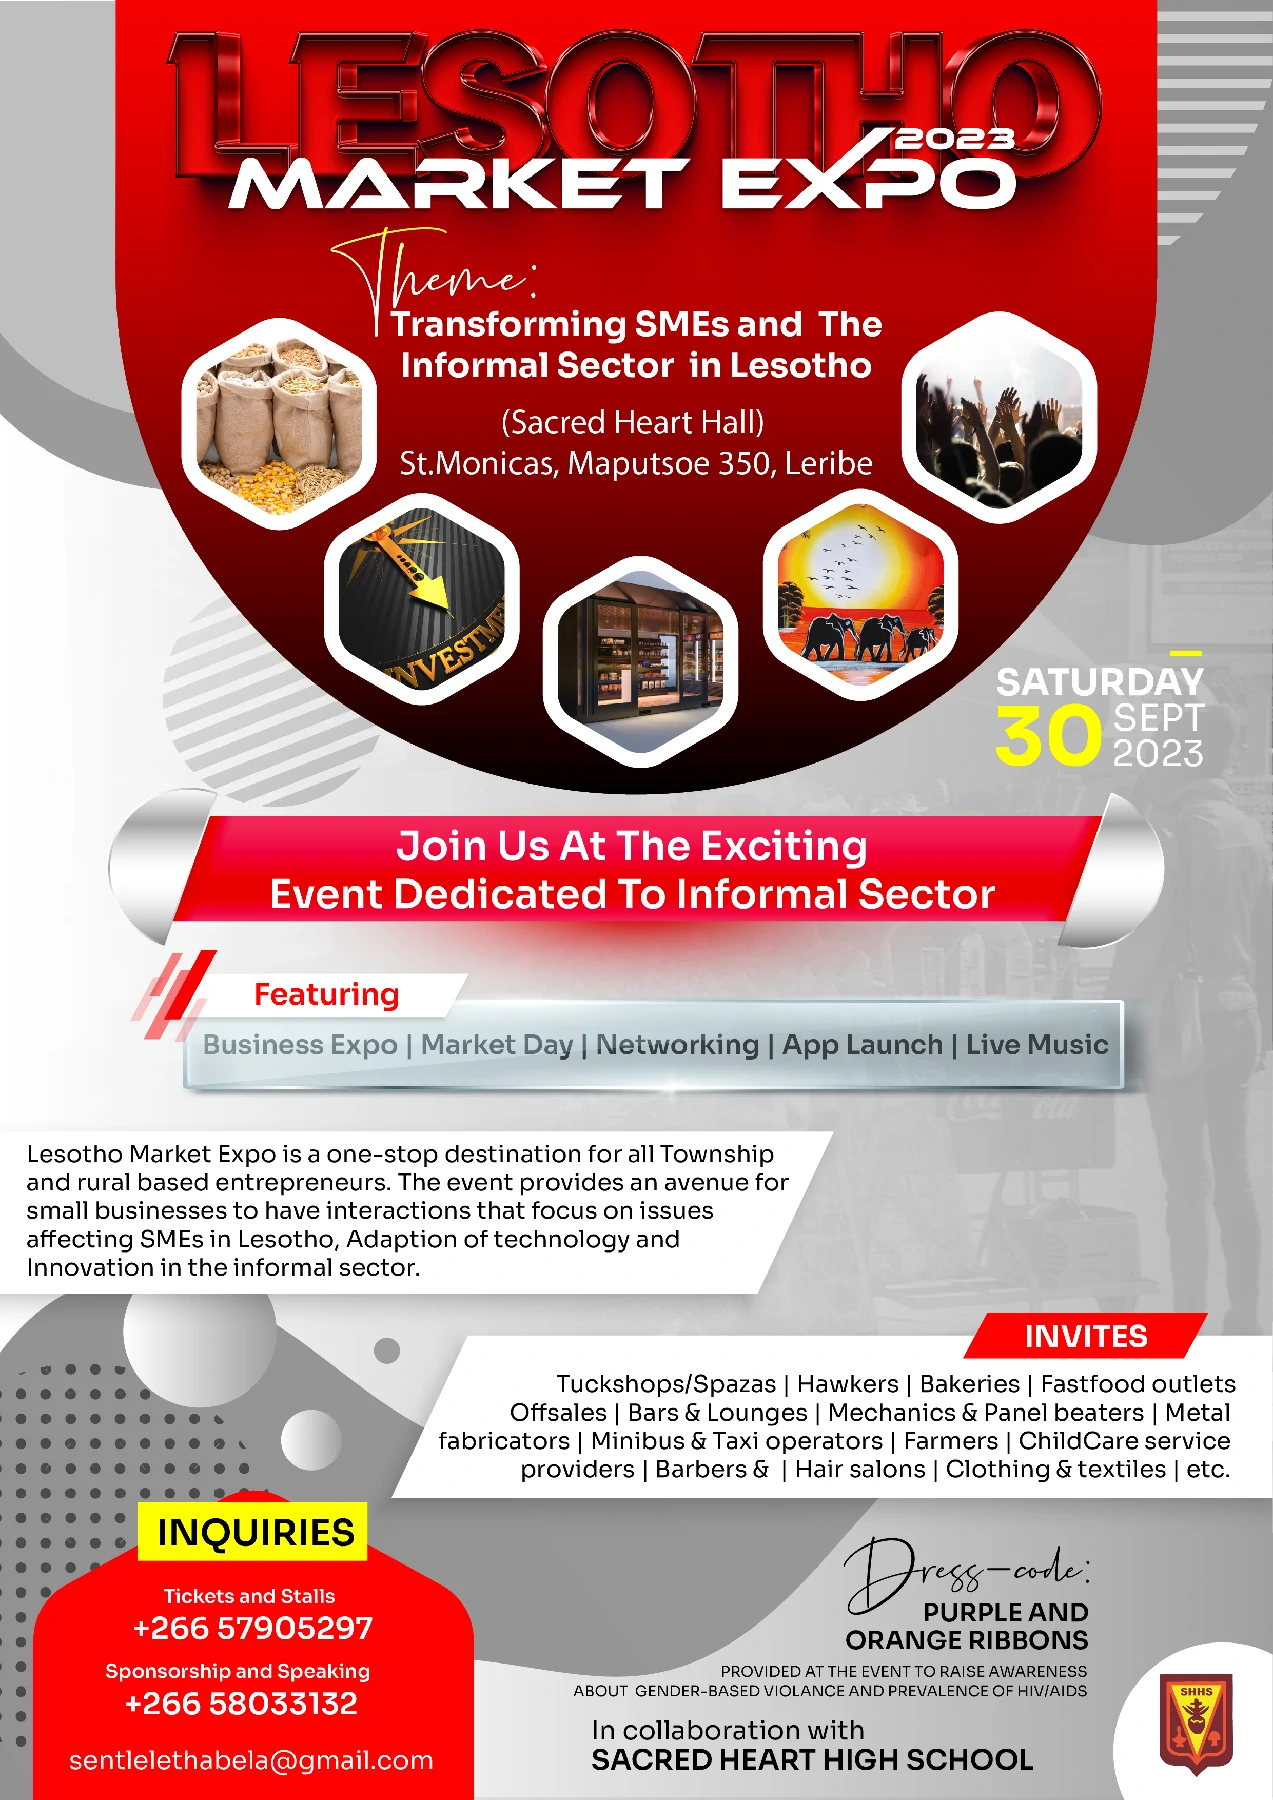 LESOTHO
2023
MARKET EXPO
Theme:
Transforming SMEs and The
Informal Sector in Lesotho
(Sacred Heart Hall)
St.Monicas, Maputsoe 350, Leribe
INVESTME
SATURDAY
30 SEPT
2023
Join Us At The Exciting
Event Dedicated To Informal Sector
Featuring
Business Expo | Market Day | Networking | App Launch | Live Music
Lesotho Market Expo is a one-stop destination for all Township
and rural based entrepreneurs. The event provides an avenue for
small businesses to have interactions that focus on issues
affecting SMEs in Lesotho, Adaption of technology and
Innovation in the informal sector.
INVITES
Tuckshops/Spazas | Hawkers | Bakeries | Fastfood outlets
Offsales | Bars & Lounges | Mechanics & Panel beaters | Metal
fabricators | Minibus & Taxi operators | Farmers | ChildCare service
providers | Barbers & | Hair salons | Clothing & textiles | etc.
INQUIRIES
Tickets and Stalls
+266 57905297
Sponsorship and Speaking
+266 58033132
sentlelethabela@gmail.com
Dress-code:
PURPLE AND
ORANGE RIBBONS
PROVIDED AT THE EVENT TO RAISE AWARENESS
ABOUT GENDER-BASED VIOLANCE AND PREVALENCE OF HIV/AIDS
In collaboration with
SACRED HEART HIGH SCHOOL
SHHS